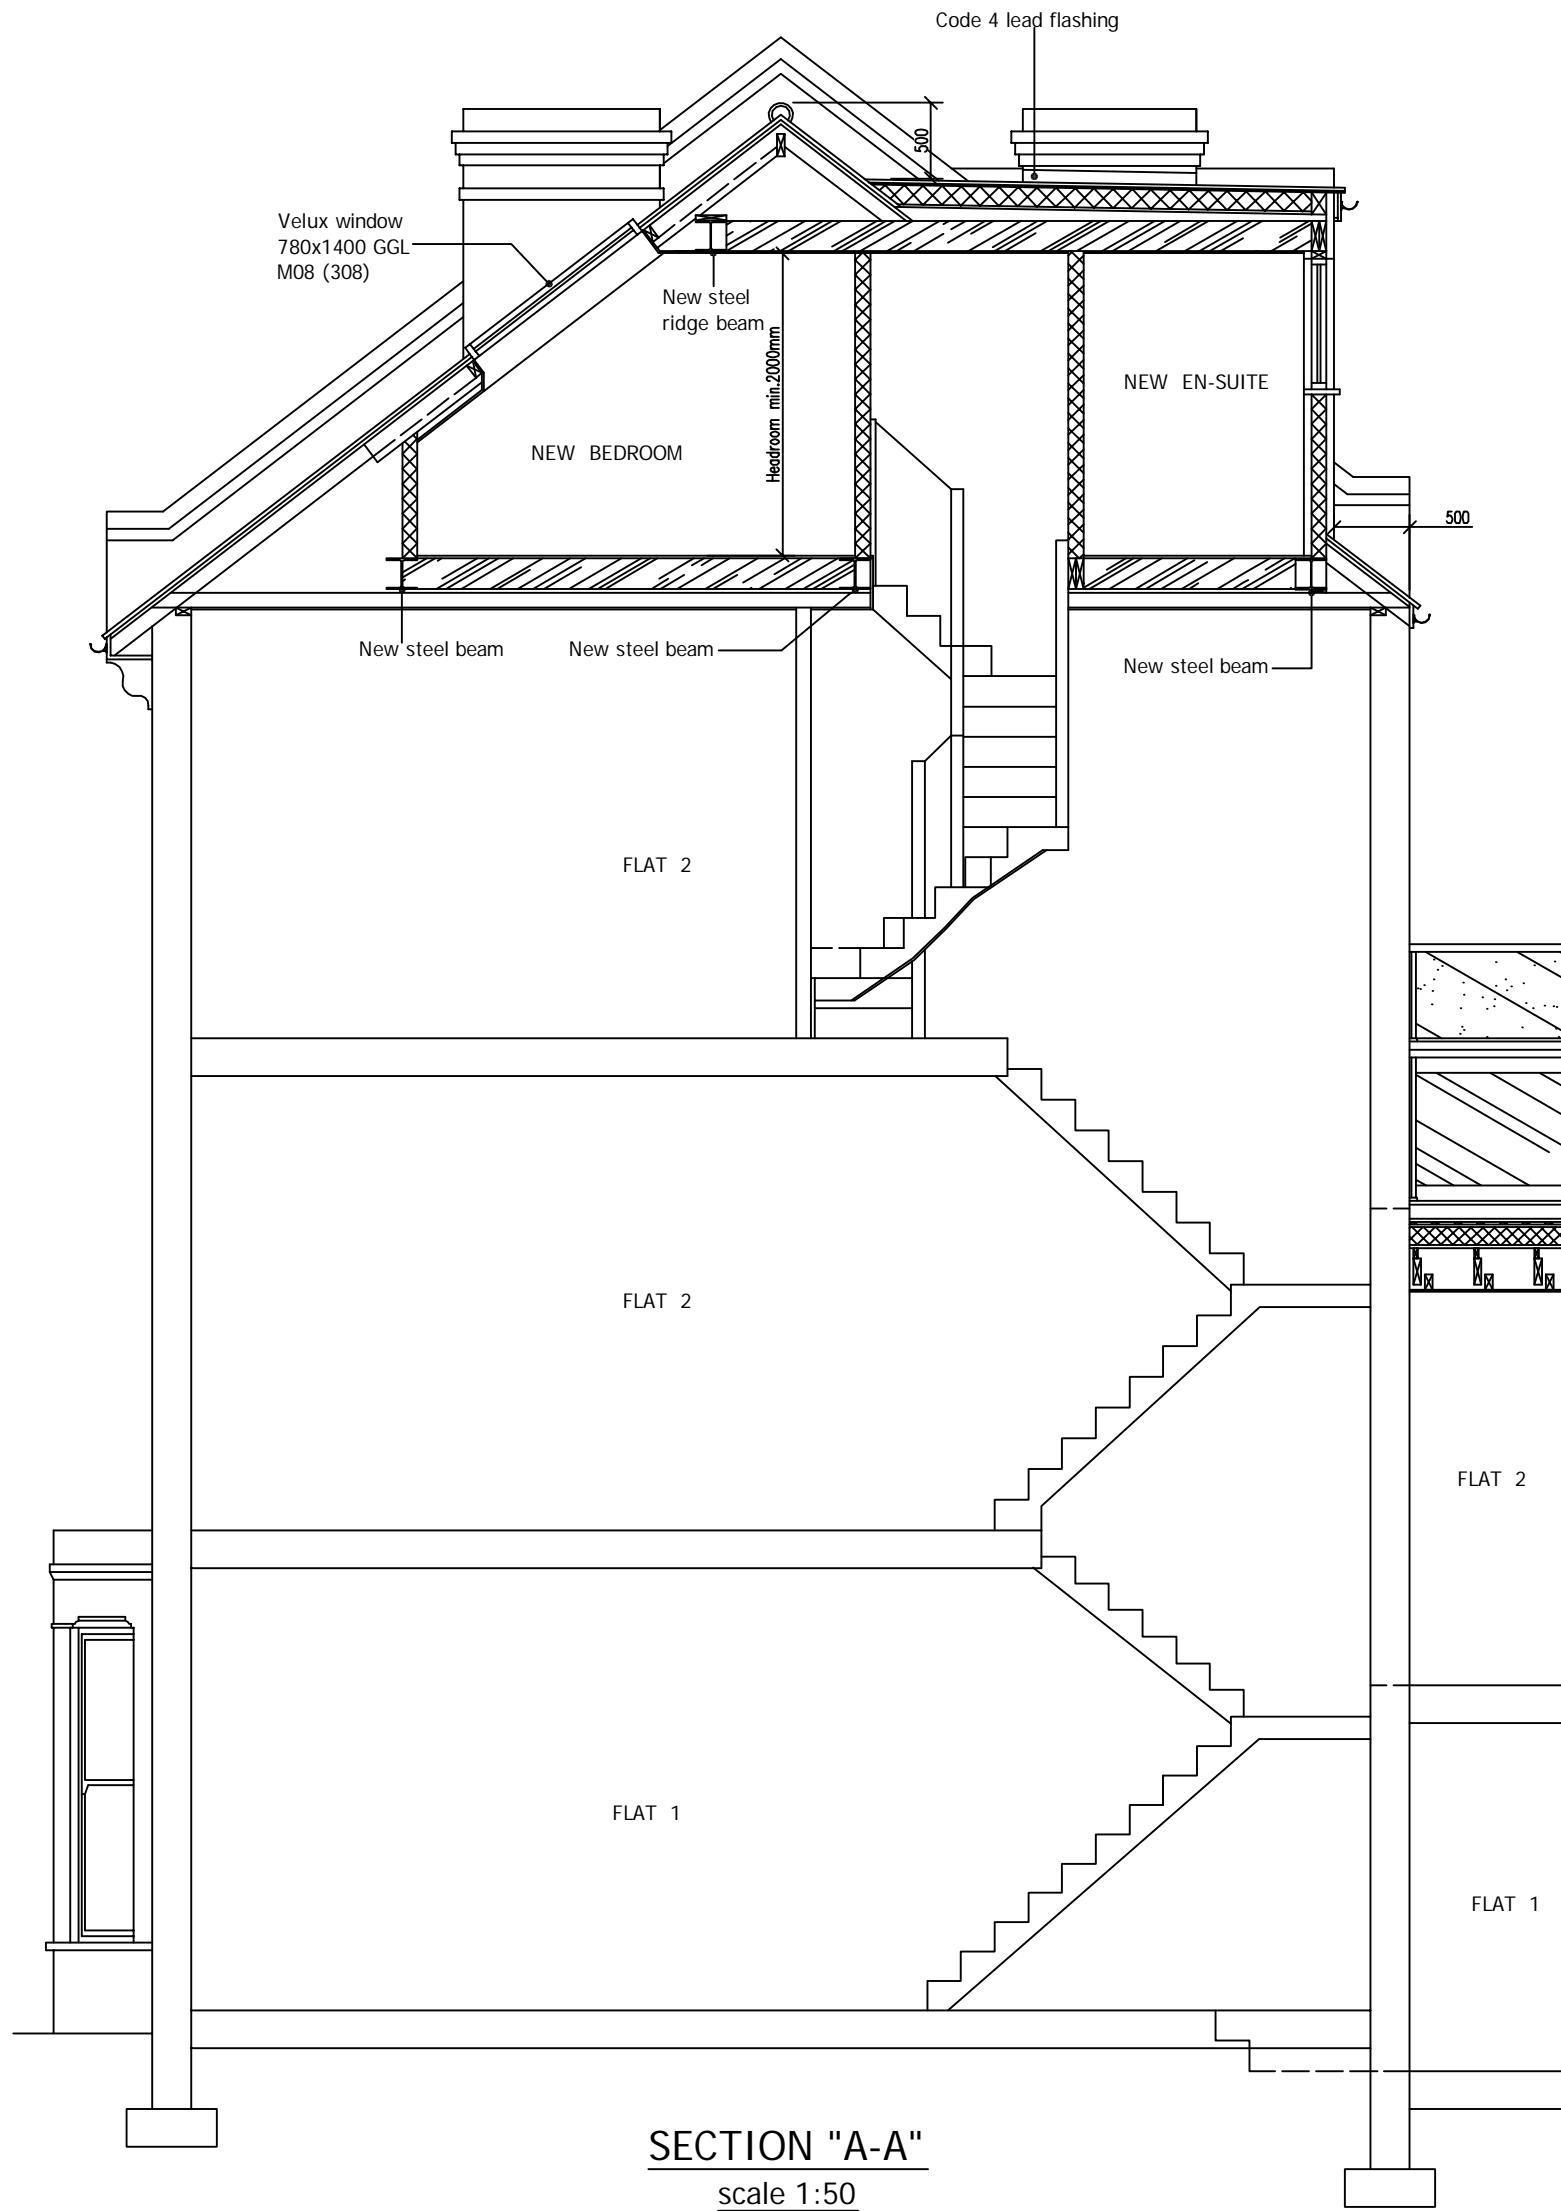 Code 4 lead flashing
500
Velux window
780x1400 GGL
M08 (308)
New steel
ridge beam
Headroom min.2000mm
NEW EN-SUITE
NEW BEDROOM
500
New steel beam
New steel beam
New steel beam
FLAT 2
FLAT 2
FLAT 2
FLAT 1
FLAT 1
SECTION "A-A"
scale 1:50